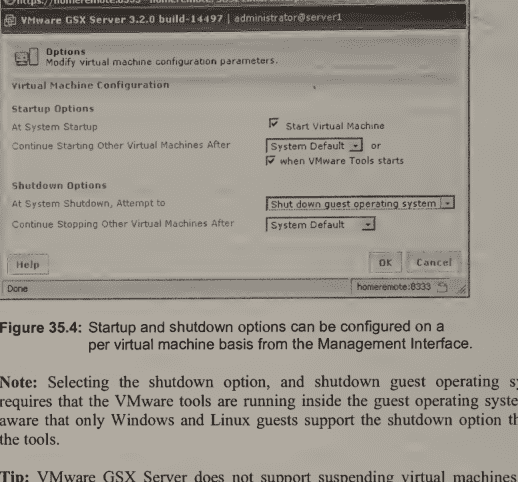 VMware GSX Server 3.2.0 build-14497 | administrator@server1
Options
Modify virtual machine configuration parameters.
Virtual Machine Configuration
Startup Options
At System Startup Start Virtual Machine
Continue Starting Other Virtual Machines After System Default or
when VMware Tools starts
Shutdown Options
At System Shutdown, Attempt to Shut down guest operating system
Continue Stopping Other Virtual Machines After System Default
Help OK Cancel
Done homeremote:8333
Figure 35.4: Startup and shutdown options can be configured on a
per virtual machine basis from the Management Interface.
Note: Selecting the shutdown option, and shutdown guest operating
requires that the VMware tools are running inside the guest operating
aware that only Windows and Linux guests support the shutdown option
the tools.
Tip: VMware GSX Server does not support suspending virtual machines